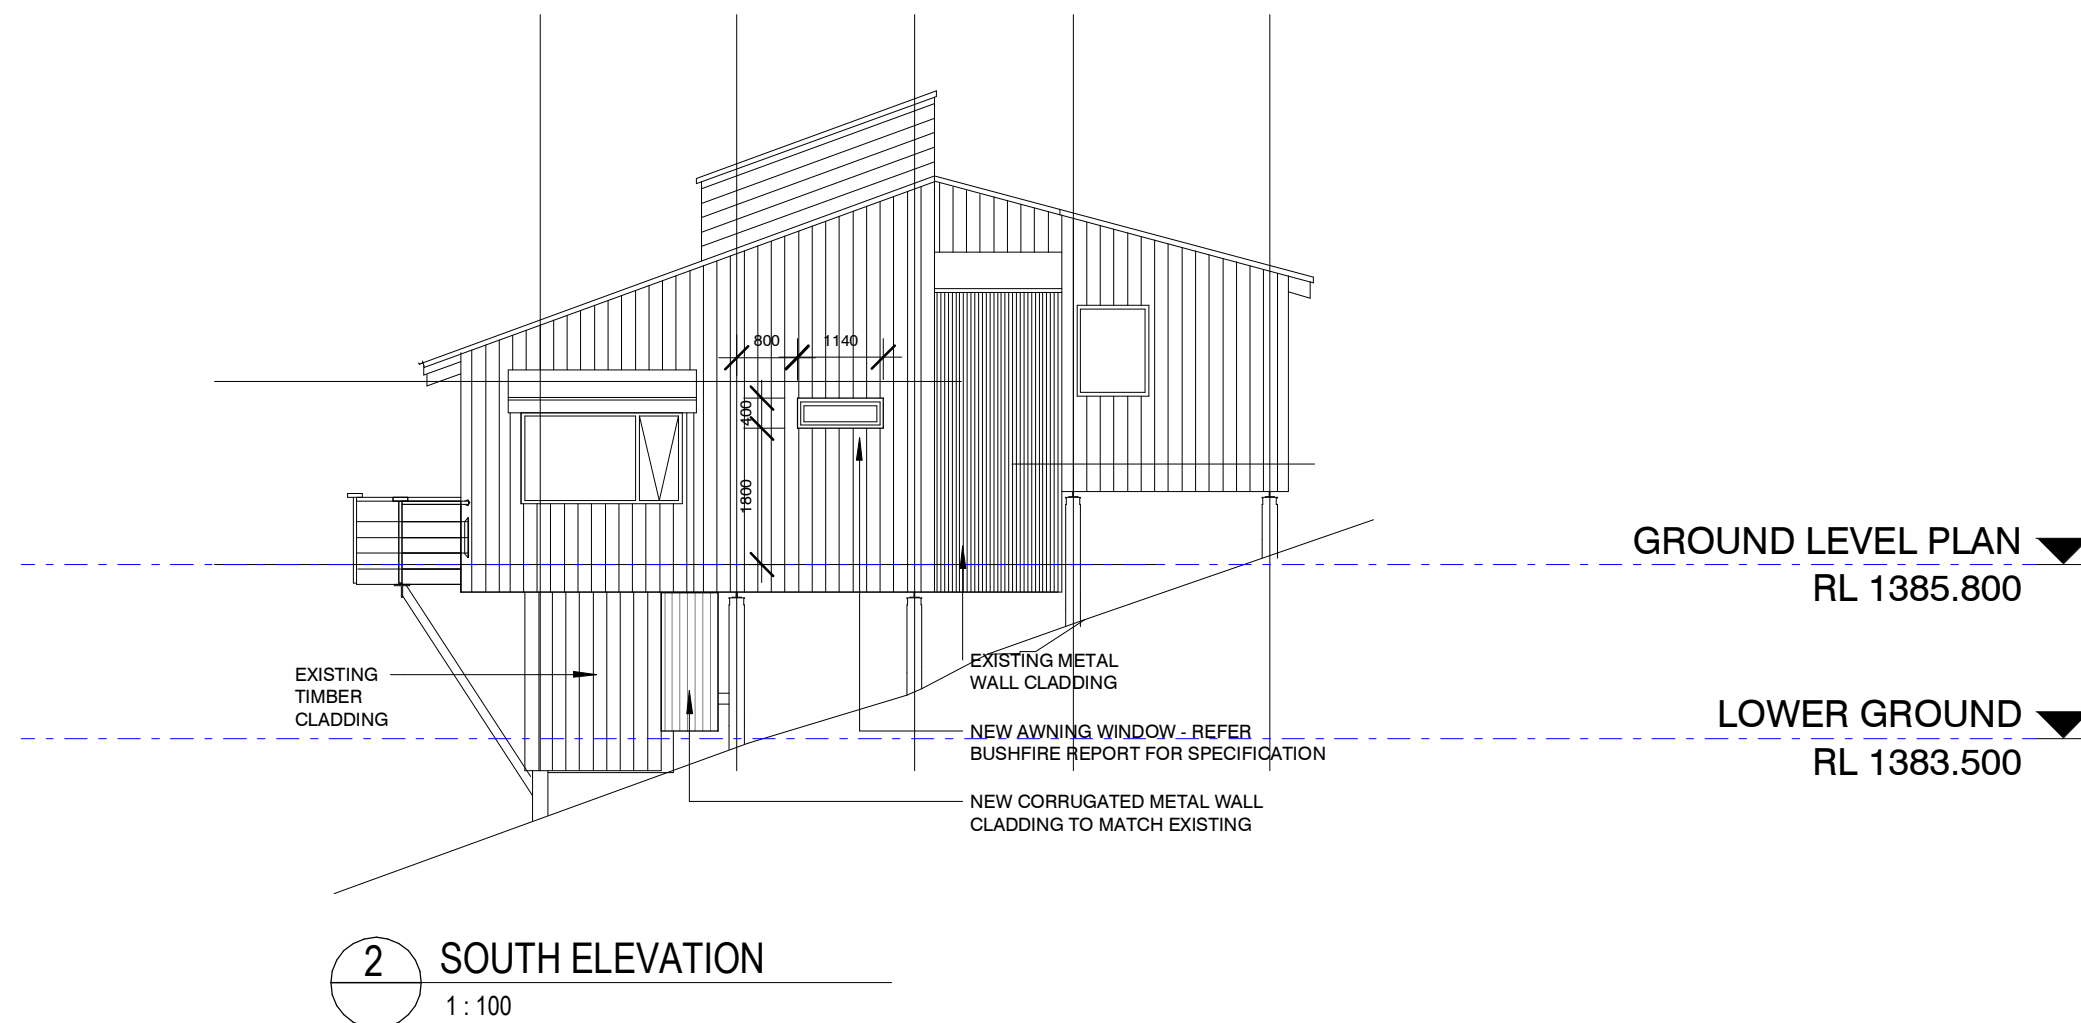 800
1140
400
1800
GROUND LEVEL PLAN
RL 1385.800
EXISTING
TIMBER
CLADDING
EXISTING METAL
WALL CLADDING
LOWER GROUND
RL 1383.500
NEW AWNING WINDOW - REFER
BUSHFIRE REPORT FOR SPECIFICATION
NEW CORRUGATED METAL WALL
CLADDING TO MATCH EXISTING
2
SOUTH ELEVATION
1 : 100